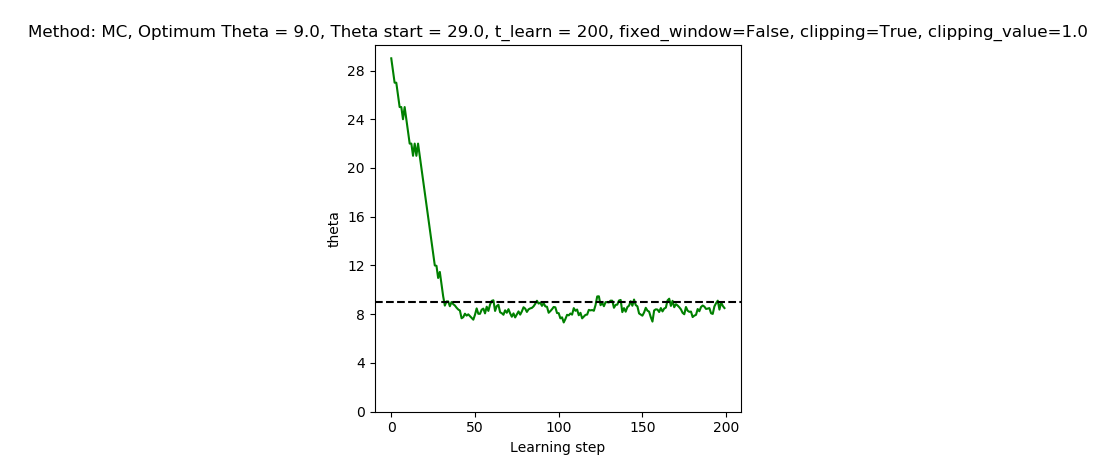 Method: MC, Optimum Theta = 9.0, Theta start = 29.0, t_learn = 200, fixed_window=False, clipping=True, clipping_value=1.0
28
24
20
16
12
8
4
0
theta
0 50 100 150 200
Learning step